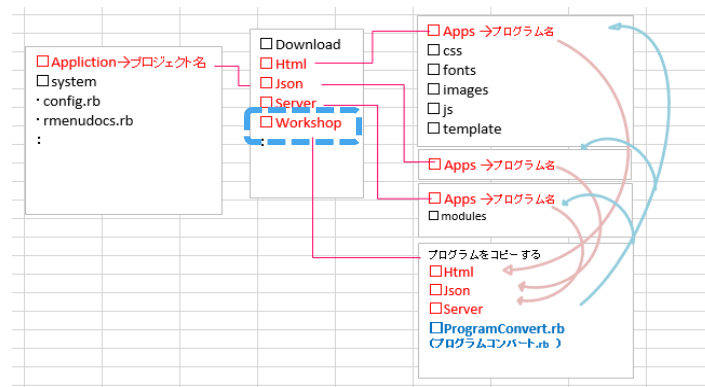 □Appliction→プロジェクト名
□system
・config.rb
・rmenudocs.rb
：
□Download
□Html
□Json
□Server
□Workshop
：
□Apps →プログラム名
□css
□fonts
□images
□js
□template
□Apps →プログラム名
□Apps →プログラム名
□modules
プログラムをコピーする
□Html
□Json
□Server
□ProgramConvert.rb
(プログラムコンバート.rb )